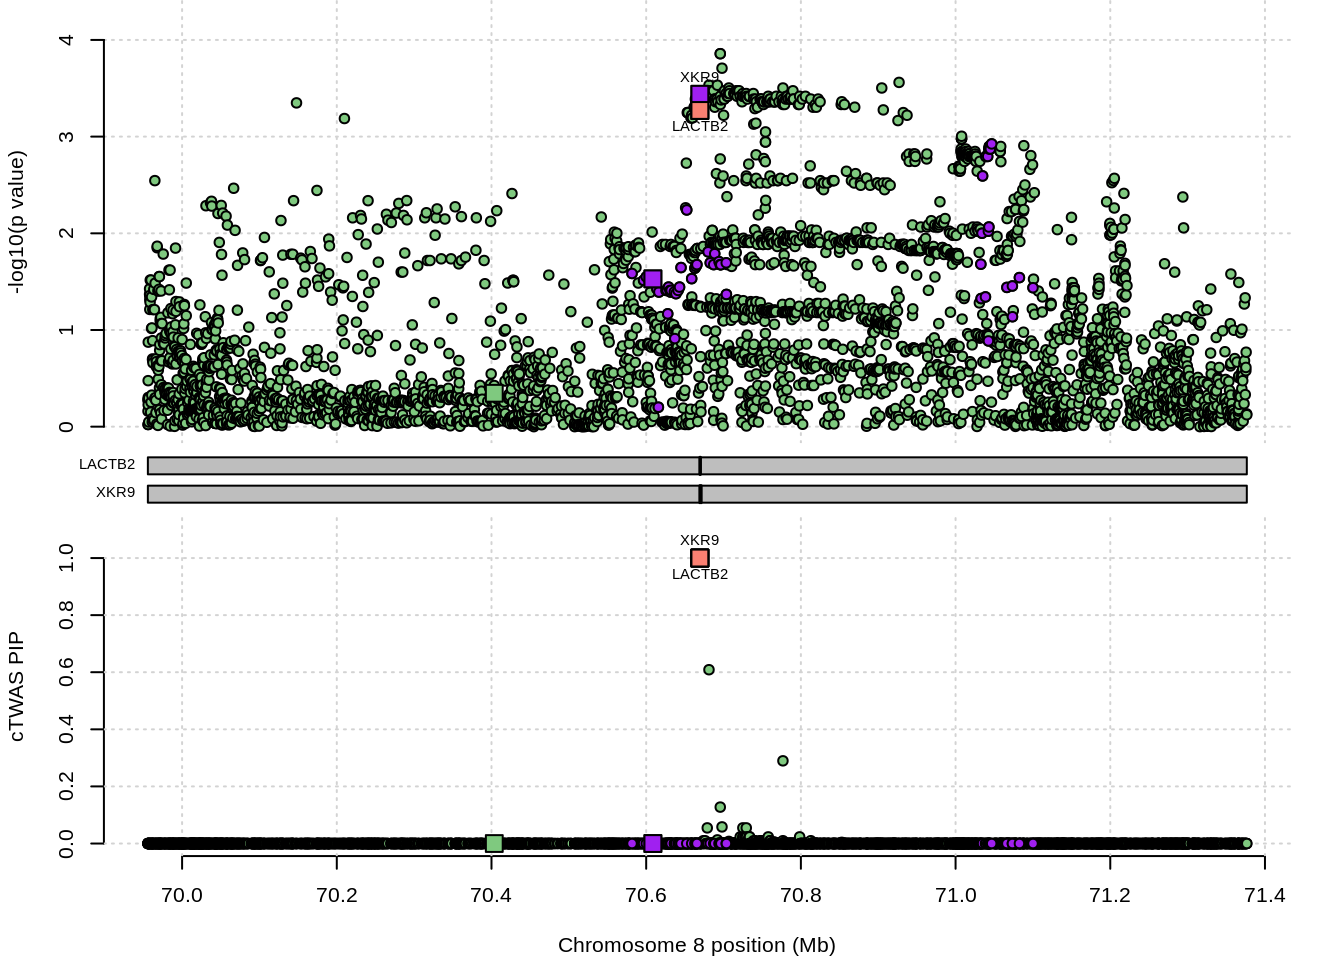 -log10(p value)
4
3
2
1
0
XKR9
LACTB2
LACTB2
XKR9
cTWAS PIP
1.0
0.8
0.6
0.4
0.2
0.0
XKR9
LACTB2
70.0 70.2 70.4 70.6 70.8 71.0 71.2 71.4
Chromosome 8 position (Mb)